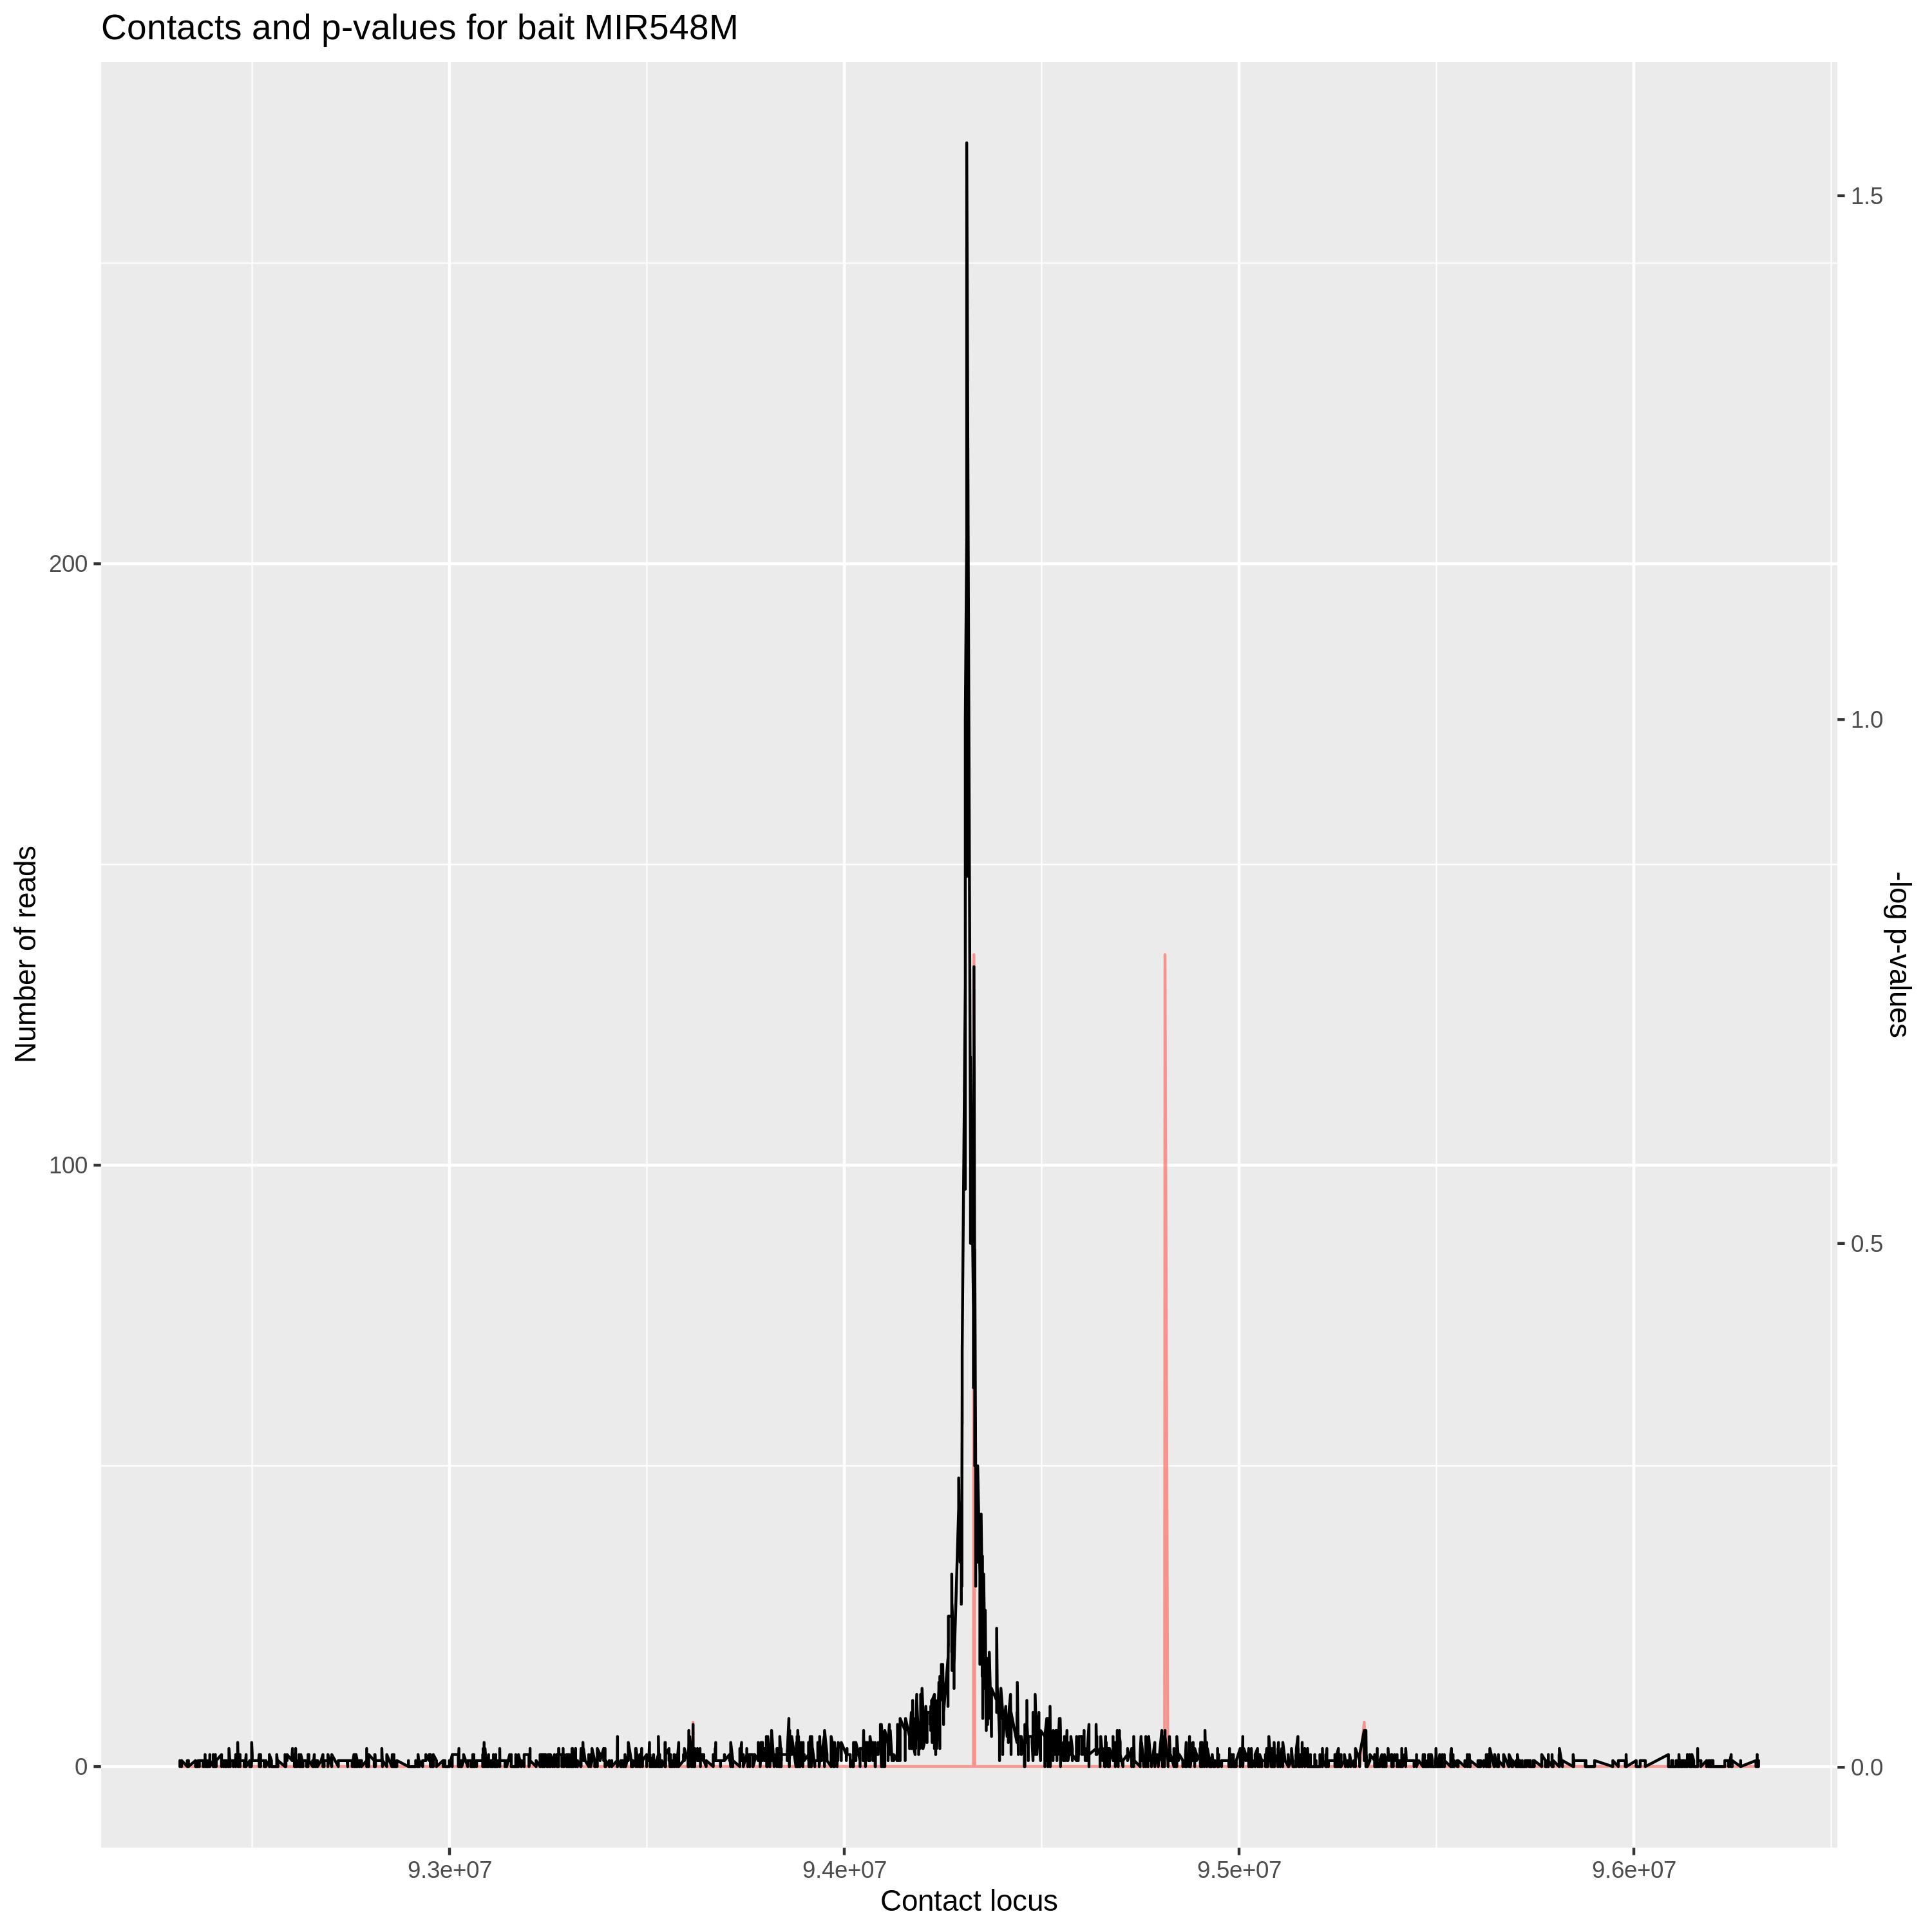 Contacts and p-values for bait MIR548M
Number of reads
200
100
0
1.5
1.0
0.5
0.0
-log p-values
9.3e+07
9.4e+07
9.5e+07
9.6e+07
Contact locus